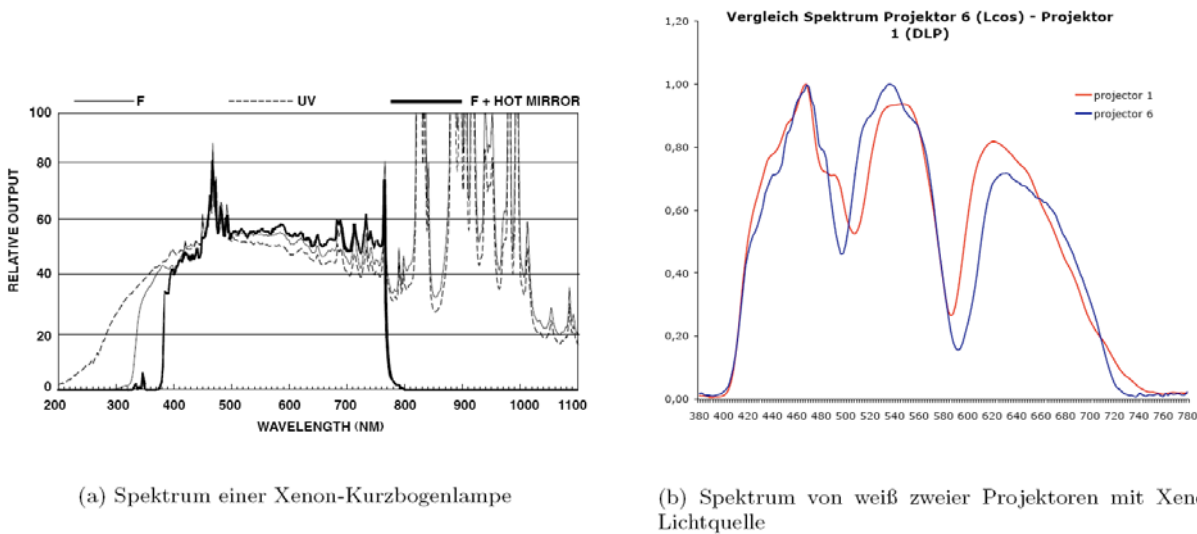 F UV F + HOT MIRROR
100
80
60
40
20
0
RELATIVE OUTPUT
200 300 400 500 600 700 800 900 1000 1100
WAVELENGTH (NM)
(a) Spektrum einer Xenon-Kurzbogenlampe
Vergleich Spektrum Projektor 6 (Lcos) - Projektor
1 (DLP)
1,20
1,00
0,80
0,60
0,40
0,20
0,00
projector 1
projector 6
380 400 420 440 460 480 500 520 540 560 580 600 620 640 660 680 700 720 740 760 780
(b) Spektrum von weiß zweier Projektoren mit Xeno
Lichtquelle